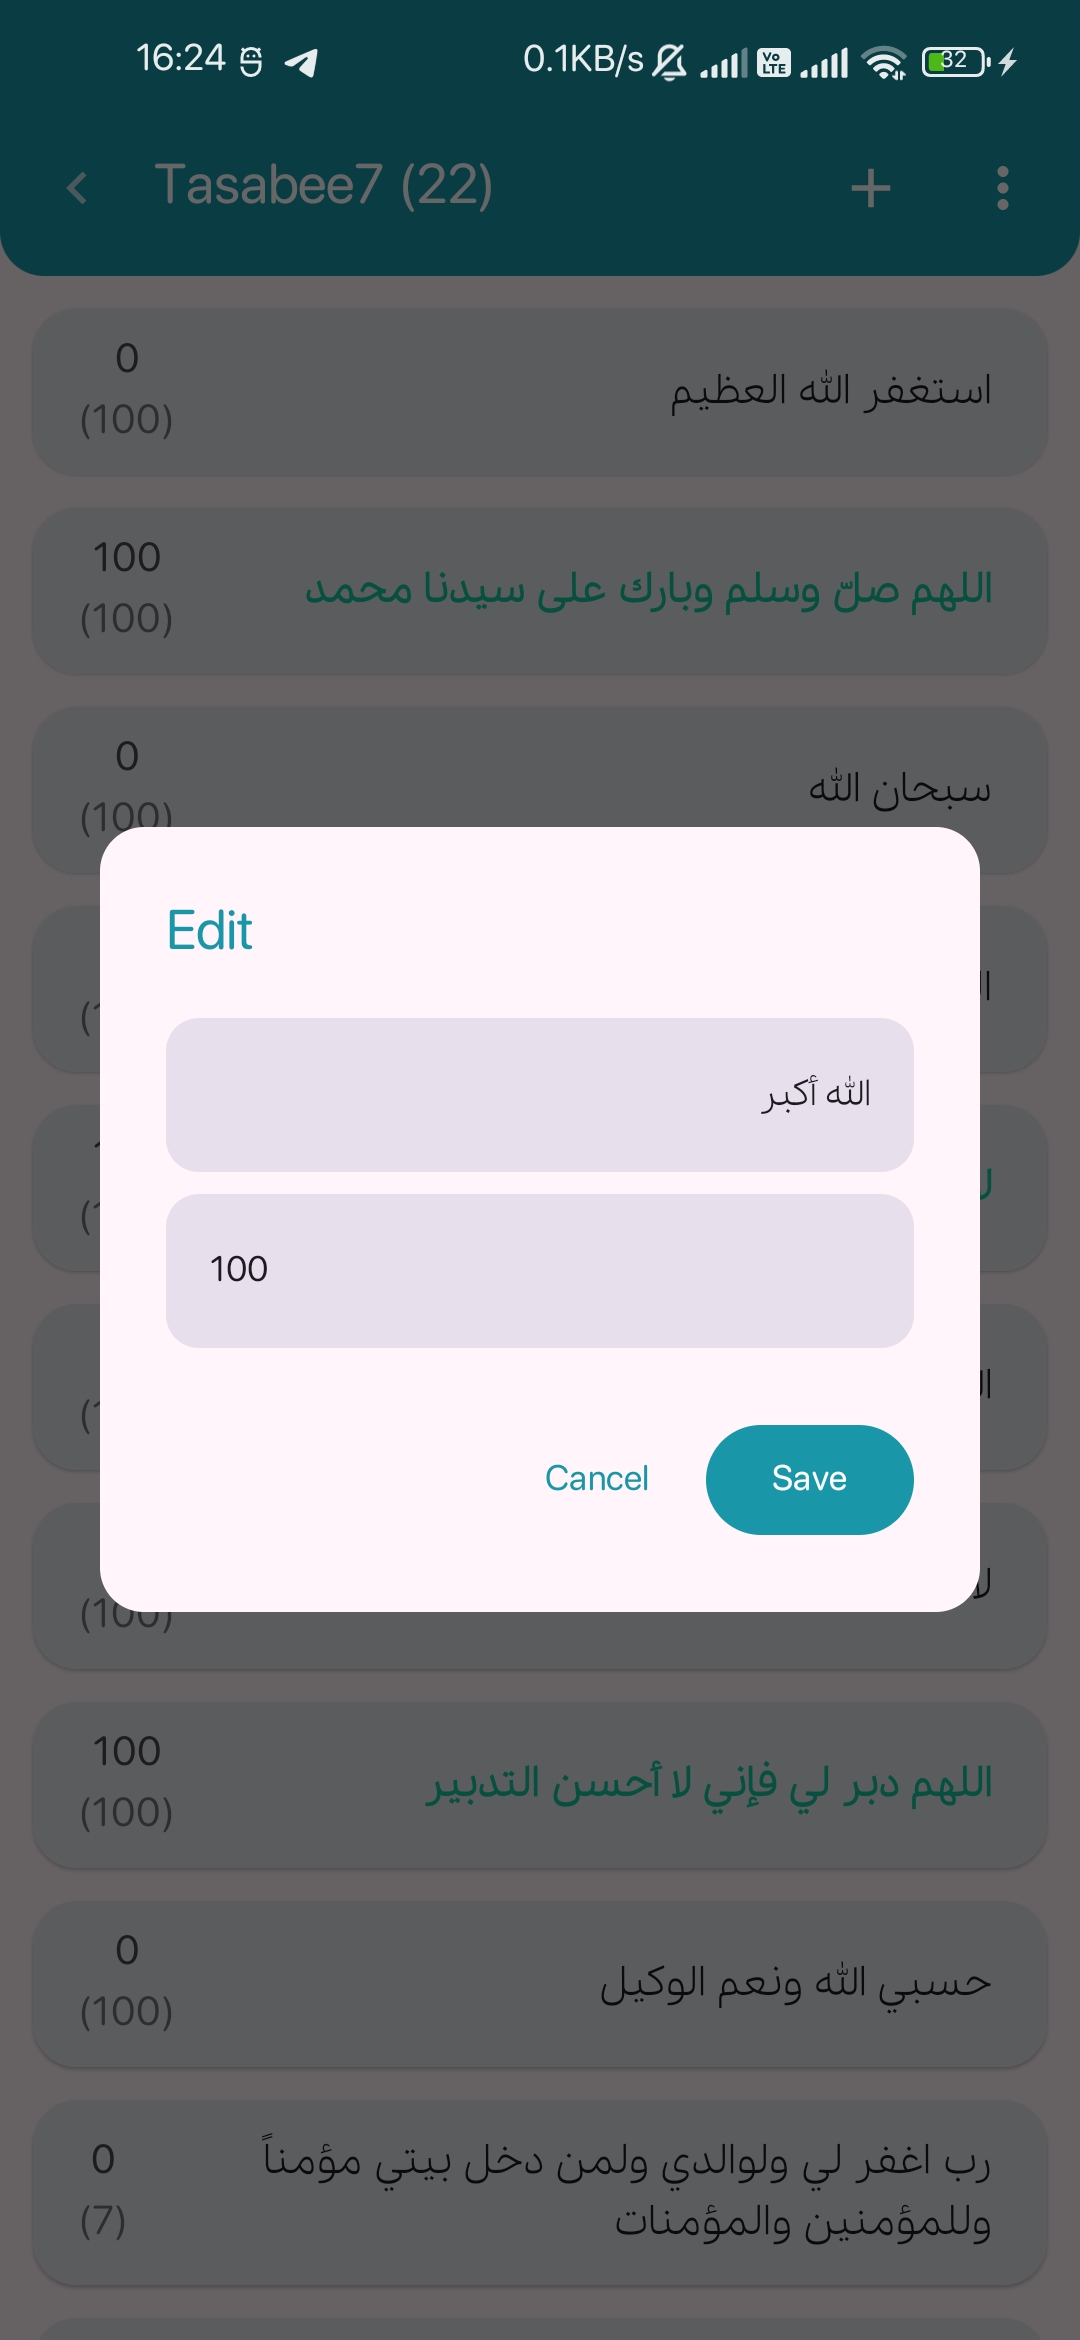 16:24 0.1KB/s Vo LTE 32
Tasabee7 (22)
0
(100)
استغفر الله العظيم
100
(100)
اللهم صلّ وسلم وبارك على سيدنا محمد
0
(100)
سبحان الله
Edit
الله أكبر
100
Cancel Save
(100)
100
(100)
اللهم دبر لي فإني لا أحسن التدبير
0
(100)
حسبي الله ونعم الوكيل
0
(7)
رب اغفر لي ولوالدي ولمن دخل بيتي مؤمناً
وللمؤمنين والمؤمنات